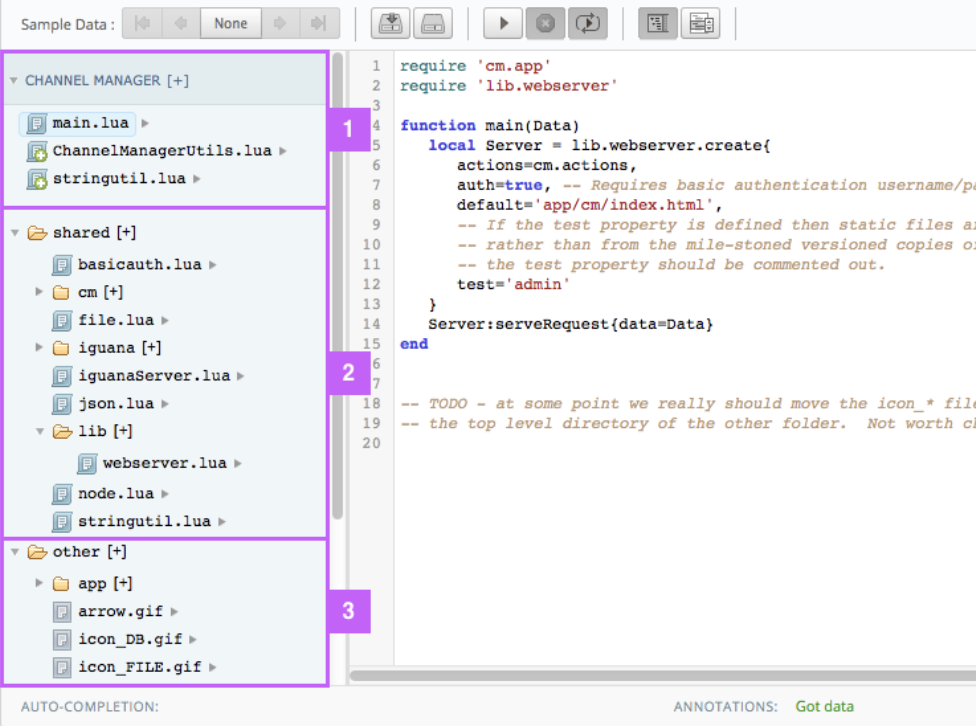 Sample Data :
None
CHANNEL MANAGER [+]
main.lua
ChannelManagerUtils.lua
stringutil.lua
1
shared [+]
basicauth.lua
cm [+]
file.lua
iguana [+]
iguanaServer.lua
json.lua
lib [+]
webserver.lua
node.lua
stringutil.lua
2
other [+]
app [+]
arrow.gif
icon_DB.gif
icon_FILE.gif
3
1 require 'cm.app'
2 require 'lib.webserver'
3
4 function main(Data)
5 local Server = lib.webserver.create{
6 actions=cm.actions,
7 auth=true, -- Requires basic authentication username/pa
8 default='app/cm/index.html',
9 -- If the test property is defined then static files a
10 -- rather than from the mile-stoned versioned copies o
11 -- the test property should be commented out.
12 test='admin'
13 }
14 Server:serveRequest{data=Data}
15 end
6
7
18 -- TODO - at some point we really should move the icon_* file
19 -- the top level directory of the other folder. Not worth c
20
AUTO-COMPLETION:
ANNOTATIONS: Got data